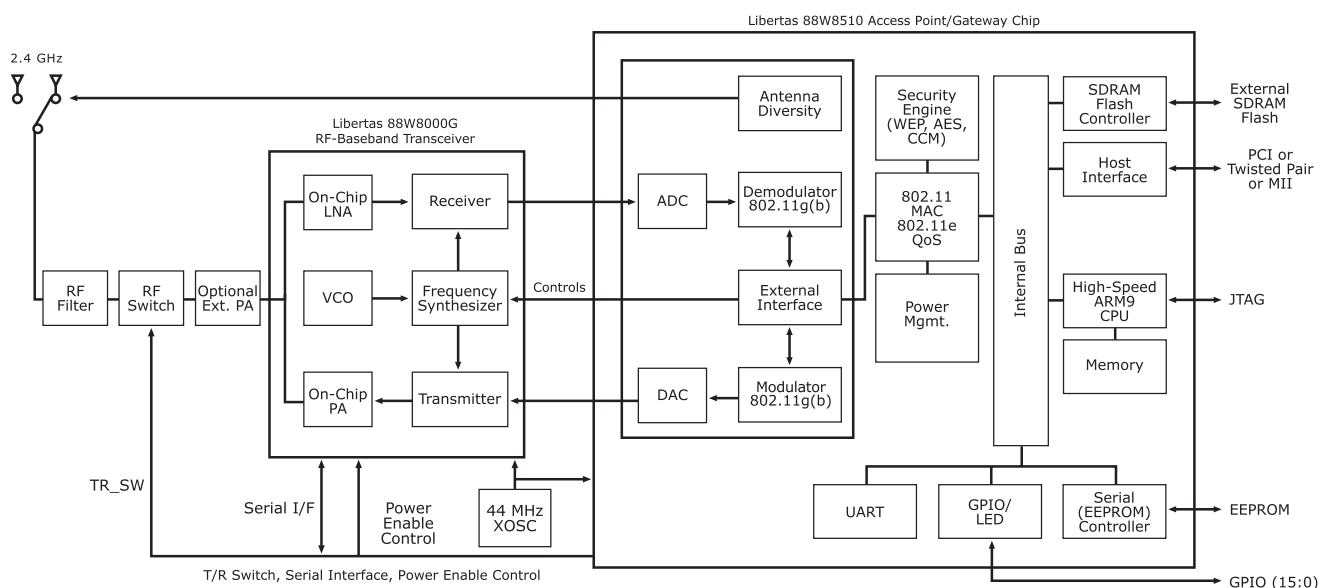 Libertas 88W8510 Access Point/Gateway Chip
2.4 GHz
Antenna
Diversity
Security
Engine
(WEP, AES,
CCM)
SDRAM
Flash
Controller
External
SDRAM
Flash
Libertas 88W8000G
RF-Baseband Transceiver
Host
Interface
PCI or
Twisted Pair
or MII
On-Chip
LNA
Receiver
ADC
Demodulator
802.11g(b)
802.11
MAC
802.11e
QoS
Internal Bus
RF
Filter
RF
Switch
Optional
Ext. PA
VCO
Frequency
Synthesizer
Controls
External
Interface
Power
Mgmt.
High-Speed
ARM9
CPU
JTAG
Memory
On-Chip
PA
Transmitter
DAC
Modulator
802.11g(b)
TR_SW
Serial I/F
Power
Enable
Control
44 MHz
XOSC
UART
GPIO/
LED
Serial
(EEPROM)
Controller
EEPROM
T/R Switch, Serial Interface, Power Enable Control
GPIO (15:0)